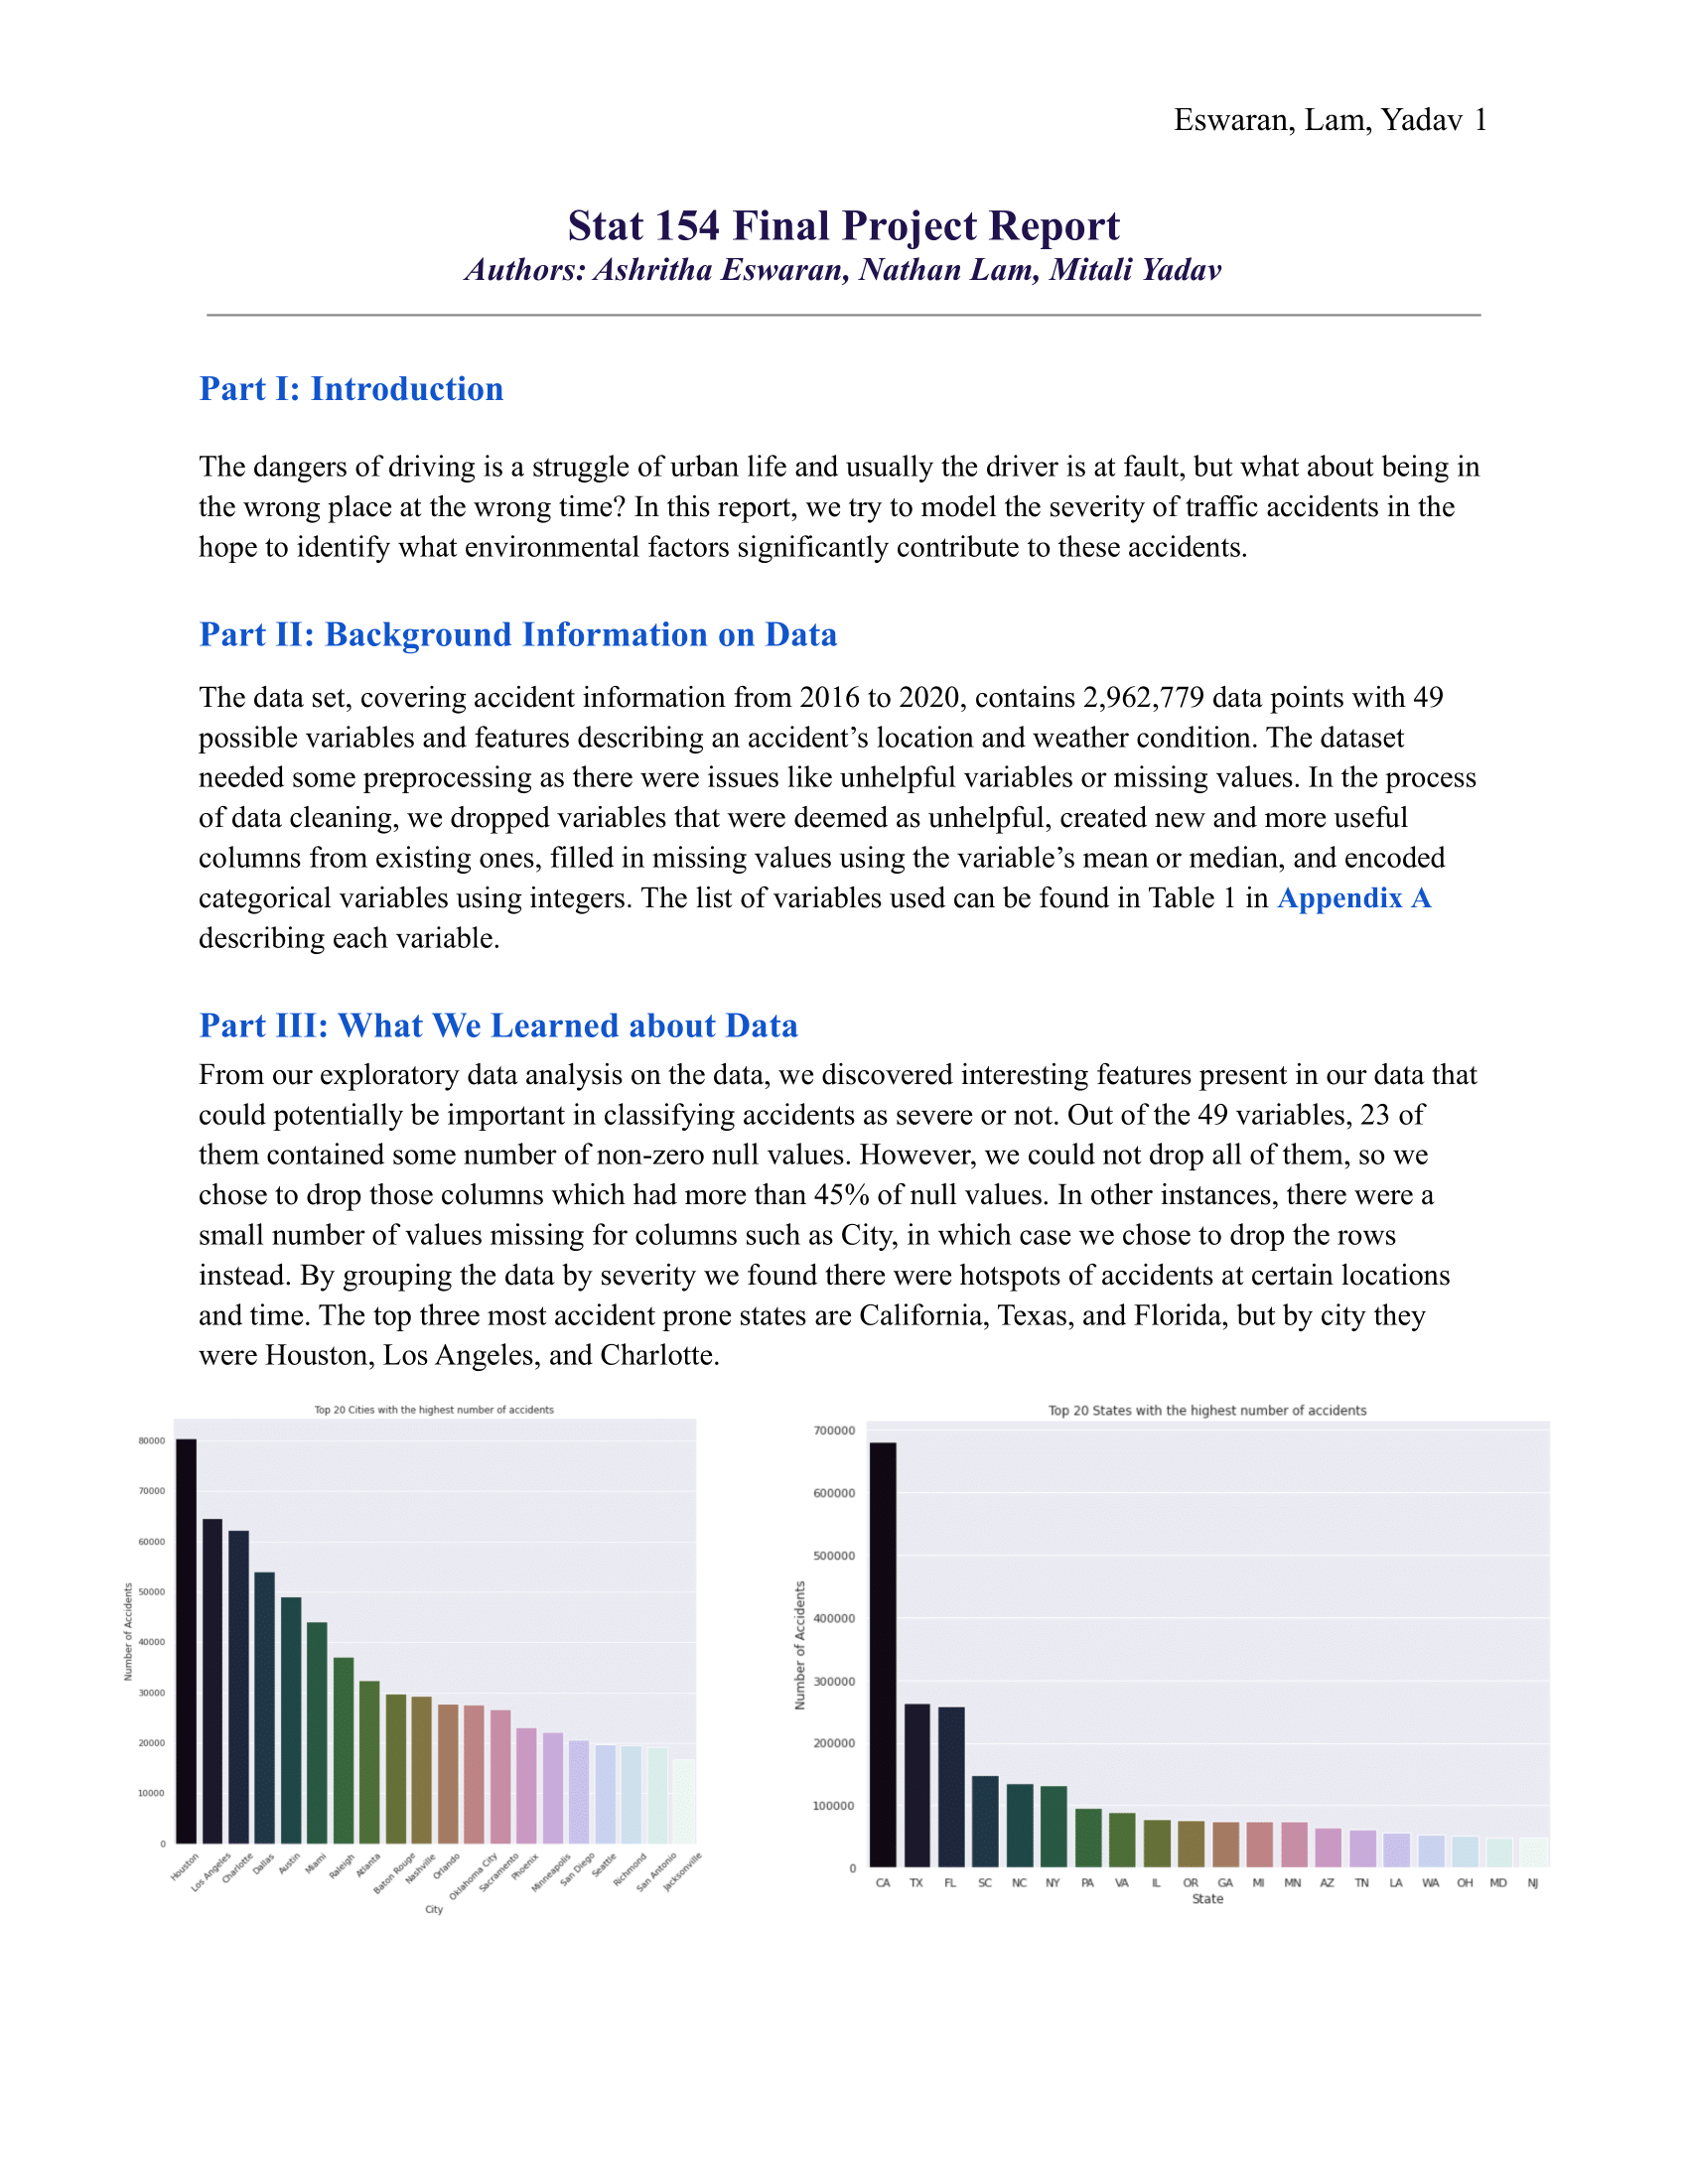 Eswaran, Lam, Yadav 1
Stat 154 Final Project Report
Authors: Ashritha Eswaran, Nathan Lam, Mitali Yadav
Part I: Introduction
The dangers of driving is a struggle of urban life and usually the driver is at fault, but what about being in
the wrong place at the wrong time? In this report, we try to model the severity of traffic accidents in the
hope to identify what environmental factors significantly contribute to these accidents.
Part II: Background Information on Data
The data set, covering accident information from 2016 to 2020, contains 2,962,779 data points with 49
possible variables and features describing an accident’s location and weather condition. The dataset
needed some preprocessing as there were issues like unhelpful variables or missing values. In the process
of data cleaning, we dropped variables that were deemed as unhelpful, created new and more useful
columns from existing ones, filled in missing values using the variable’s mean or median, and encoded
categorical variables using integers. The list of variables used can be found in Table 1 in Appendix A
describing each variable.
Part III: What We Learned about Data
From our exploratory data analysis on the data, we discovered interesting features present in our data that
could potentially be important in classifying accidents as severe or not. Out of the 49 variables, 23 of
them contained some number of non-zero null values. However, we could not drop all of them, so we
chose to drop those columns which had more than 45% of null values. In other instances, there were a
small number of values missing for columns such as City, in which case we chose to drop the rows
instead. By grouping the data by severity we found there were hotspots of accidents at certain locations
and time. The top three most accident prone states are California, Texas, and Florida, but by city they
were Houston, Los Angeles, and Charlotte.
Top 20 Cities with the highest number of accidents
Number of Accidents
80000
70000
60000
50000
40000
30000
20000
10000
0
Houston
Los Angeles
Charlotte
Dallas
Austin
Miami
Raleigh
Atlanta
Baton Rouge
Nashville
Orlando
Oklahoma City
Sacramento
Phoenix
Minneapolis
San Diego
Seattle
Richmond
San Antonio
Jacksonville
City
Top 20 States with the highest number of accidents
Number of Accidents
700000
600000
500000
400000
300000
200000
100000
0
CA TX FL SC NC NY PA VA IL OR GA MI MN AZ TN LA WA OH MD NJ
State